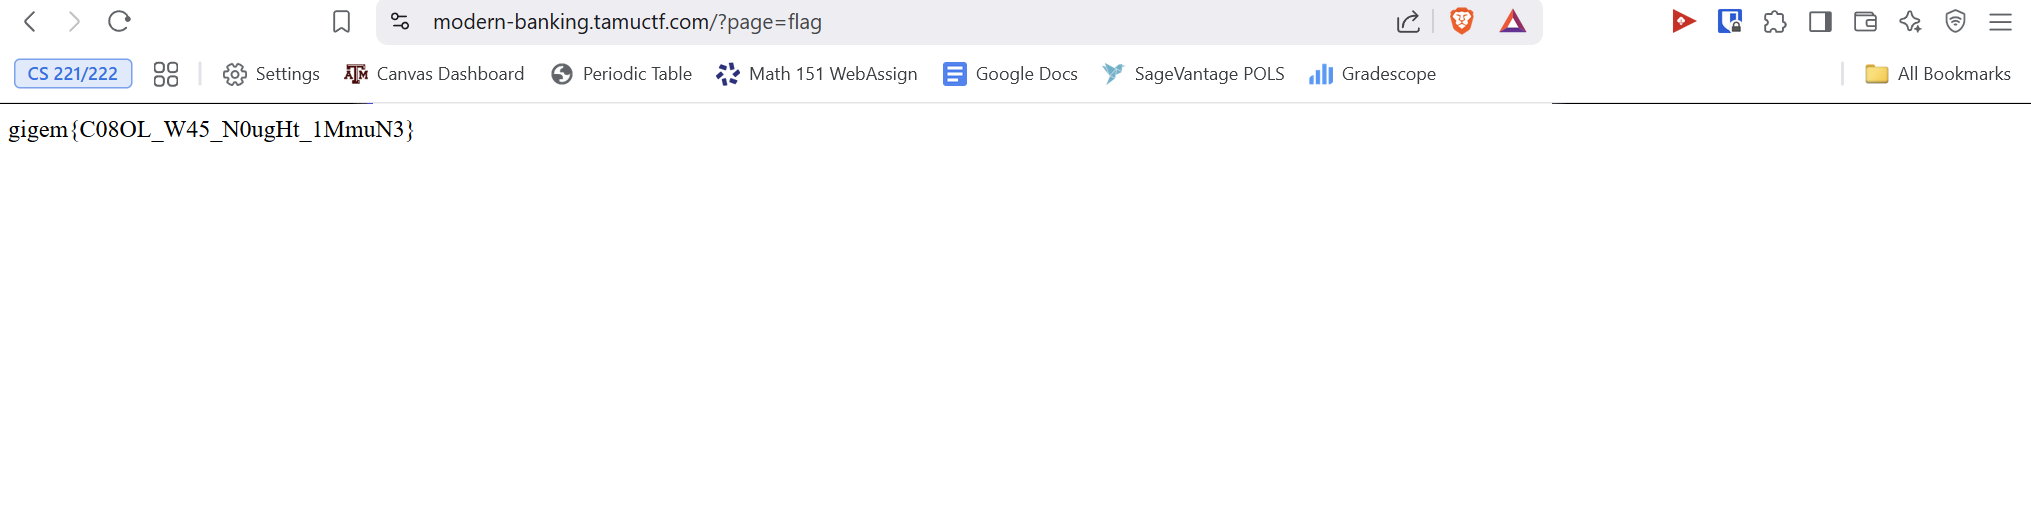 modern-banking.tamuctf.com/?page=flag
CS 221/222 Settings Canvas Dashboard Periodic Table Math 151 WebAssign Google Docs SageVantage POLS Gradescope All Bookmarks
gigem{C08OL_W45_N0ugHt_1MmuN3}